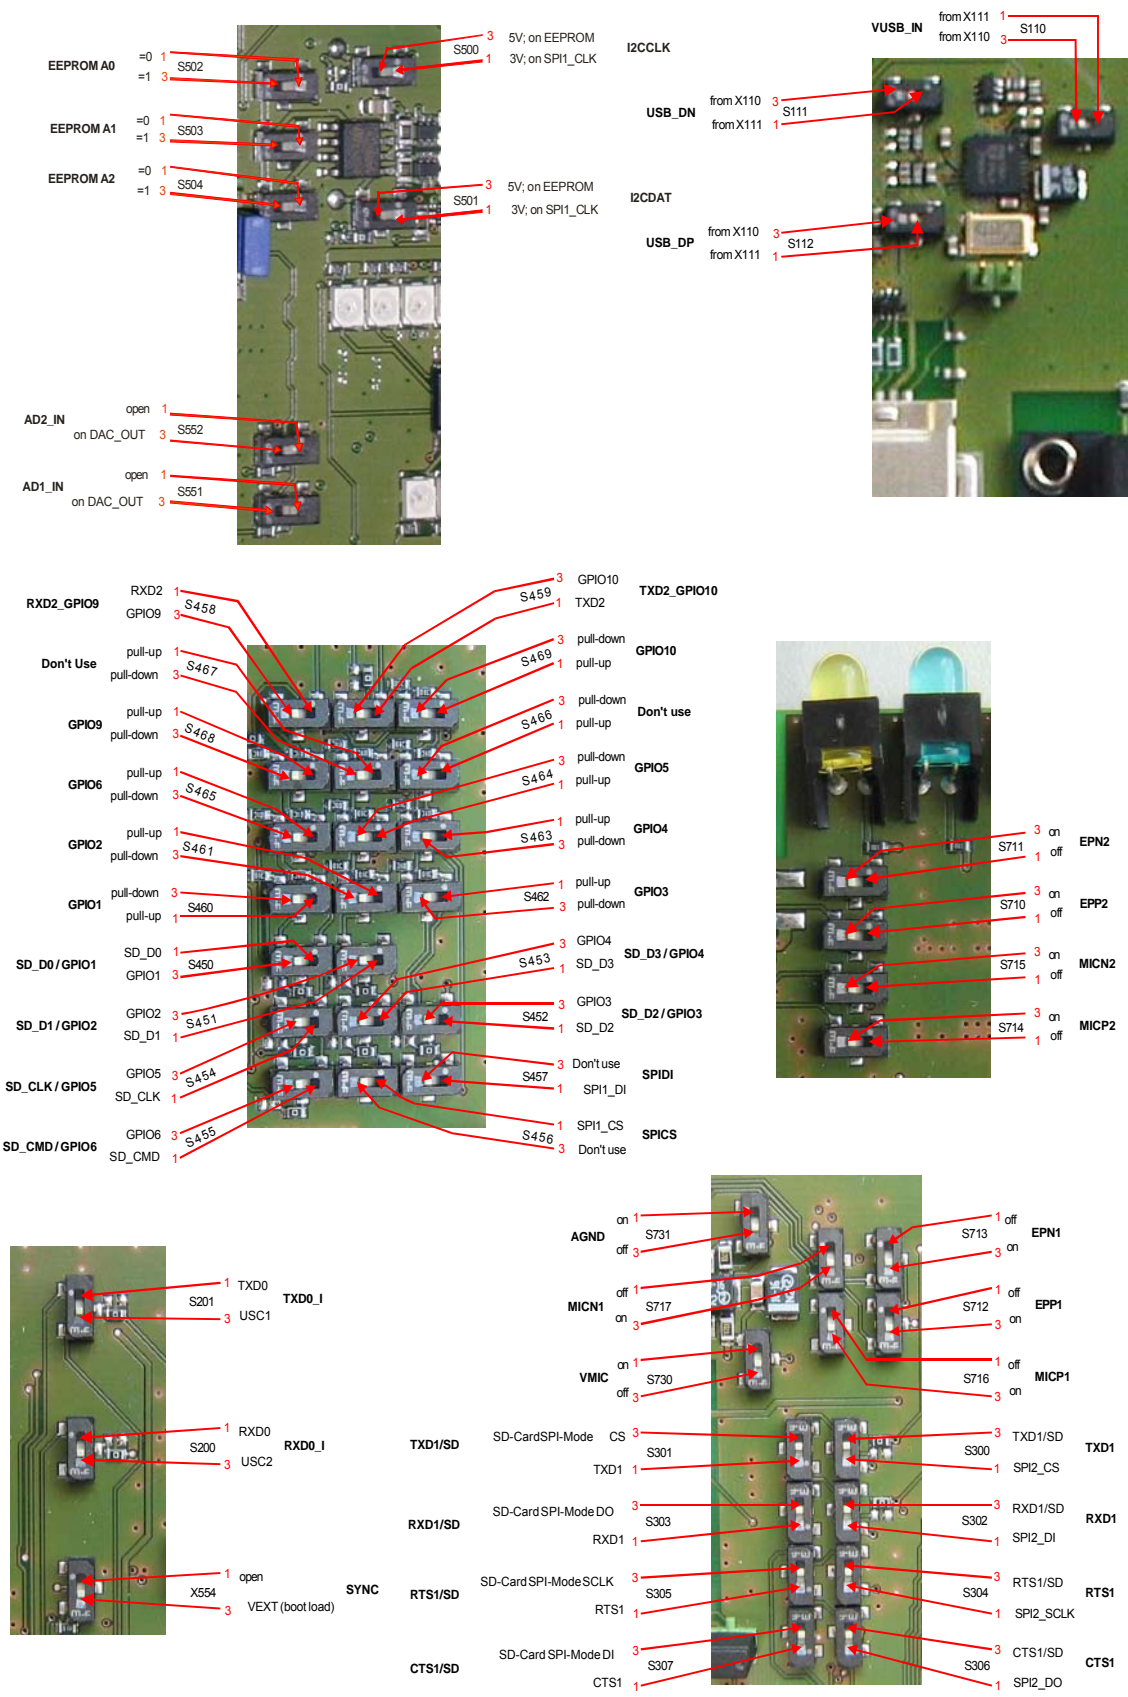 EEPROM A0
=0 1
S502
=1 3
EEPROM A1
=0 1
S503
=1 3
EEPROM A2
=0 1
S504
=1 3
3 5V; on EEPROM
S500
1 3V; on SPI1_CLK
I2CCLK
3 5V; on EEPROM
S501
1 3V; on SPI1_CLK
I2CDAT
AD2_IN
open 1
S552
on DAC_OUT 3
AD1_IN
open 1
S551
on DAC_OUT 3
VUSB_IN
from X111 1
S110
from X110 3
USB_DN
from X110 3
S111
from X111 1
USB_DP
from X110 3
S112
from X111 1
RXD2_GPIO9
RXD2 1
S458
GPIO9 3
Don't Use
pull-up 1
S467
pull-down 3
GPIO9
pull-up 1
S468
pull-down 3
GPIO6
pull-up 1
S465
pull-down 3
GPIO2
pull-up 1
S461
pull-down 3
GPIO1
pull-down 3
S460
pull-up 1
SD_D0 / GPIO1
SD_D0 1
S450
GPIO1 3
SD_D1 / GPIO2
GPIO2 3
S451
SD_D1 1
SD_CLK / GPIO5
GPIO5 3
S454
SD_CLK 1
SD_CMD / GPIO6
GPIO6 3
S455
SD_CMD 1
3 GPIO10
S459
1 TXD2
TXD2_GPIO10
3 pull-down
S469
1 pull-up
GPIO10
3 pull-down
S466
1 pull-up
Don't use
3 pull-down
S464
1 pull-up
GPIO5
1 pull-up
S463
3 pull-down
GPIO4
1 pull-up
S462
3 pull-down
GPIO3
3 GPIO4
S453
1 SD_D3
SD_D3 / GPIO4
3 GPIO3
S452
1 SD_D2
SD_D2 / GPIO3
3 Don't use
S457
1 SPI1_DI
SPIDI
1 SPI1_CS
S456
3 Don't use
SPICS
3 on
S711
1 off
EPN2
3 on
S710
1 off
EPP2
3 on
S715
1 off
MICN2
3 on
S714
1 off
MICP2
1 TXD0
S201
3 USC1
TXD0_I
1 RXD0
S200
3 USC2
RXD0_I
1 open
X554
3 VEXT (boot load)
SYNC
AGND
on 1
S731
off 3
MICN1
off 1
S717
on 3
VMIC
on 1
S730
off 3
1 off
S713
3 on
EPN1
1 off
S712
3 on
EPP1
1 off
S716
3 on
MICP1
TXD1/SD
SD-Card SPI-Mode CS 3
S301
TXD1 1
RXD1/SD
SD-Card SPI-Mode DO 3
S303
RXD1 1
RTS1/SD
SD-Card SPI-Mode SCLK 3
S305
RTS1 1
CTS1/SD
SD-Card SPI-Mode DI 3
S307
CTS1 1
3 TXD1/SD
S300
1 SPI2_CS
TXD1
3 RXD1/SD
S302
1 SPI2_DI
RXD1
3 RTS1/SD
S304
1 SPI2_SCLK
RTS1
3 CTS1/SD
S306
1 SPI2_DO
CTS1